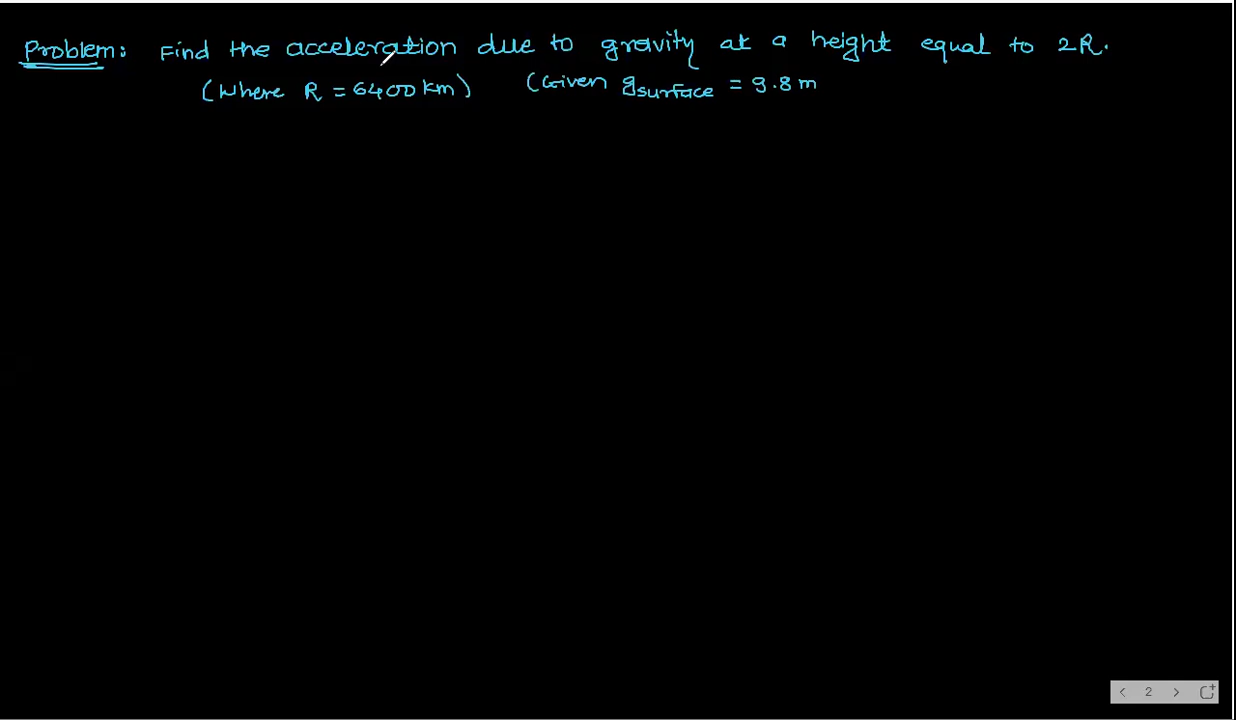 Problem: Find the acceleration due to gravity at a height equal to 2R.
(Where R = 6400 km) (Given gsurface = 9.8 m
2